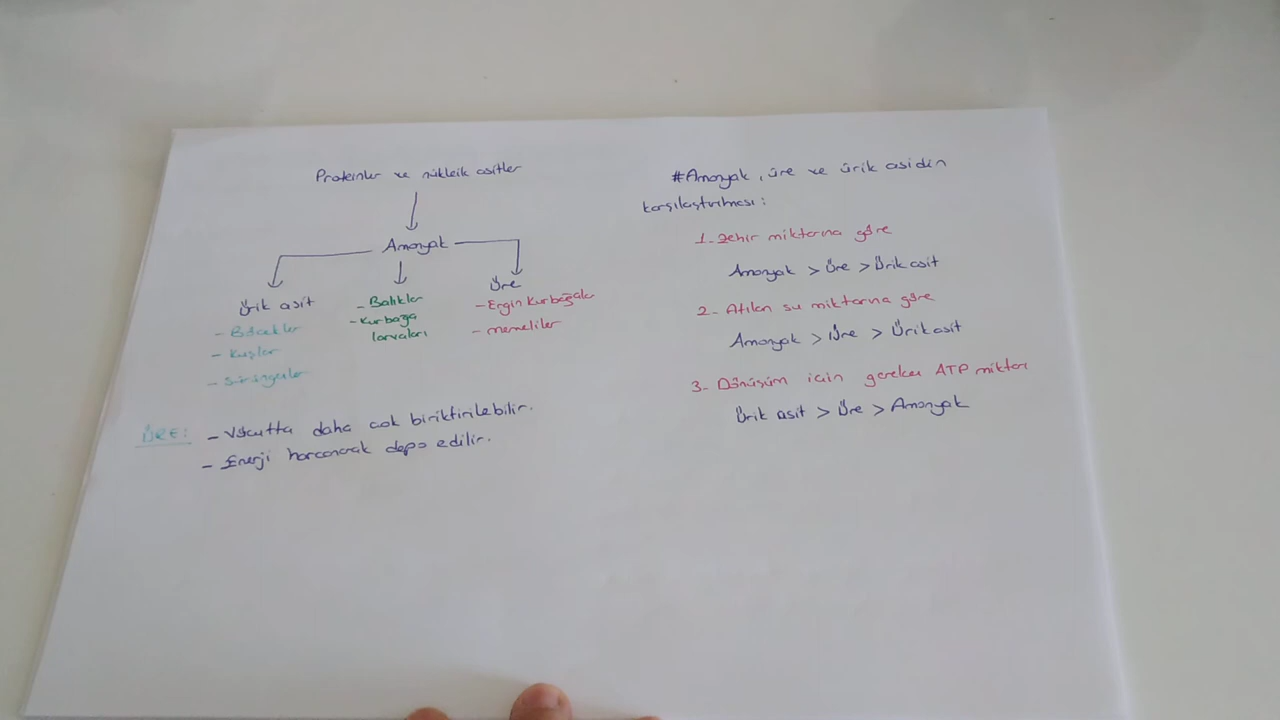 Proteinler ve nükleik asitler
Amonyak
Ürik asit
- Böcekler
- Kuşlar
- Sürüngenler
- Balıklar
- Kurbağa
larvaları
Üre
- Ergin kurbağalar
- memeliler
ÜRE: - Vücutta daha çok biriktirilebilir.
- Enerji harcanarak depo edilir.
#Amonyak, üre ve ürik asidin
karşılaştırılması:
1- Zehir miktarına göre
Amonyak > Üre > Ürik asit
2- Atılan su miktarına göre
Amonyak > Üre > Ürik asit
3- Dönüşüm için gereken ATP miktarı
Ürik asit > Üre > Amonyak